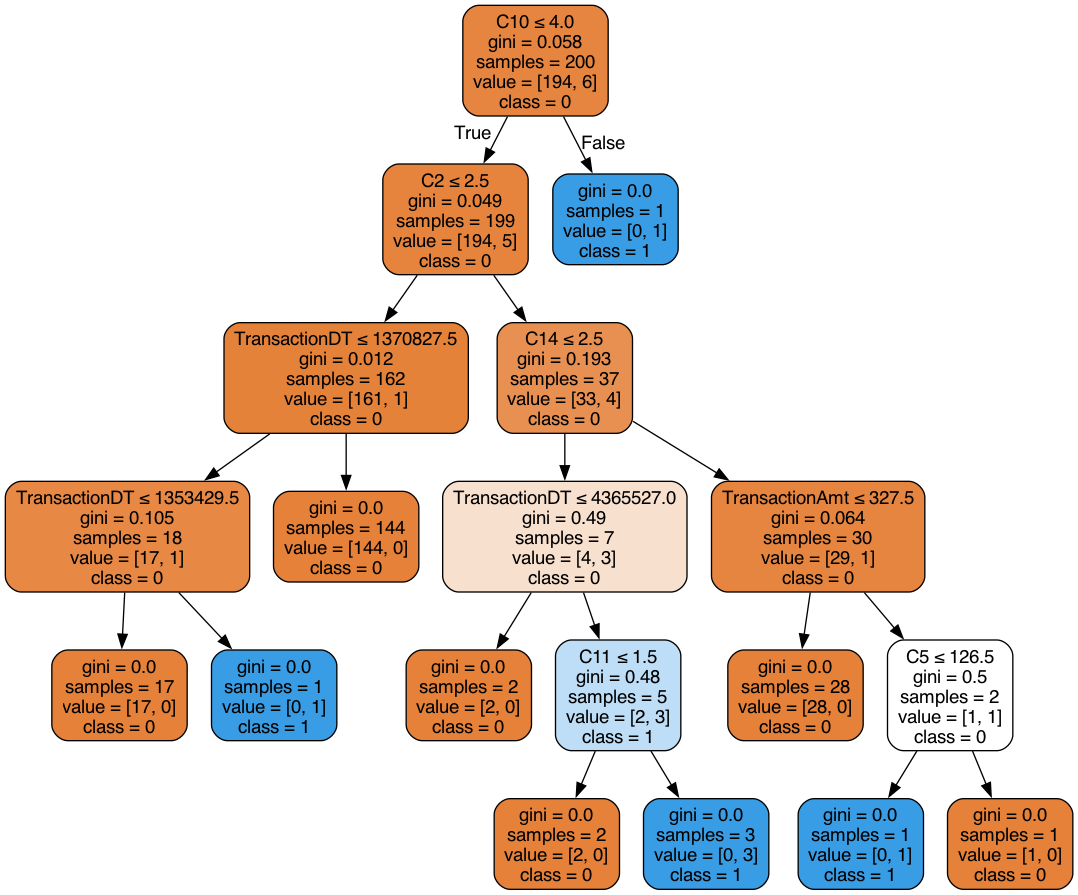 C10 ≤ 4.0
gini = 0.058
samples = 200
value = [194, 6]
class = 0
True
False
C2 ≤ 2.5
gini = 0.049
samples = 199
value = [194, 5]
class = 0
gini = 0.0
samples = 1
value = [0, 1]
class = 1
TransactionDT ≤ 1370827.5
gini = 0.012
samples = 162
value = [161, 1]
class = 0
C14 ≤ 2.5
gini = 0.193
samples = 37
value = [33, 4]
class = 0
TransactionDT ≤ 1353429.5
gini = 0.105
samples = 18
value = [17, 1]
class = 0
gini = 0.0
samples = 144
value = [144, 0]
class = 0
TransactionDT ≤ 4365527.0
gini = 0.49
samples = 7
value = [4, 3]
class = 0
TransactionAmt ≤ 327.5
gini = 0.064
samples = 30
value = [29, 1]
class = 0
gini = 0.0
samples = 17
value = [17, 0]
class = 0
gini = 0.0
samples = 1
value = [0, 1]
class = 1
gini = 0.0
samples = 2
value = [2, 0]
class = 0
C11 ≤ 1.5
gini = 0.48
samples = 5
value = [2, 3]
class = 1
gini = 0.0
samples = 28
value = [28, 0]
class = 0
C5 ≤ 126.5
gini = 0.5
samples = 2
value = [1, 1]
class = 0
gini = 0.0
samples = 2
value = [2, 0]
class = 0
gini = 0.0
samples = 3
value = [0, 3]
class = 1
gini = 0.0
samples = 1
value = [0, 1]
class = 1
gini = 0.0
samples = 1
value = [1, 0]
class = 0